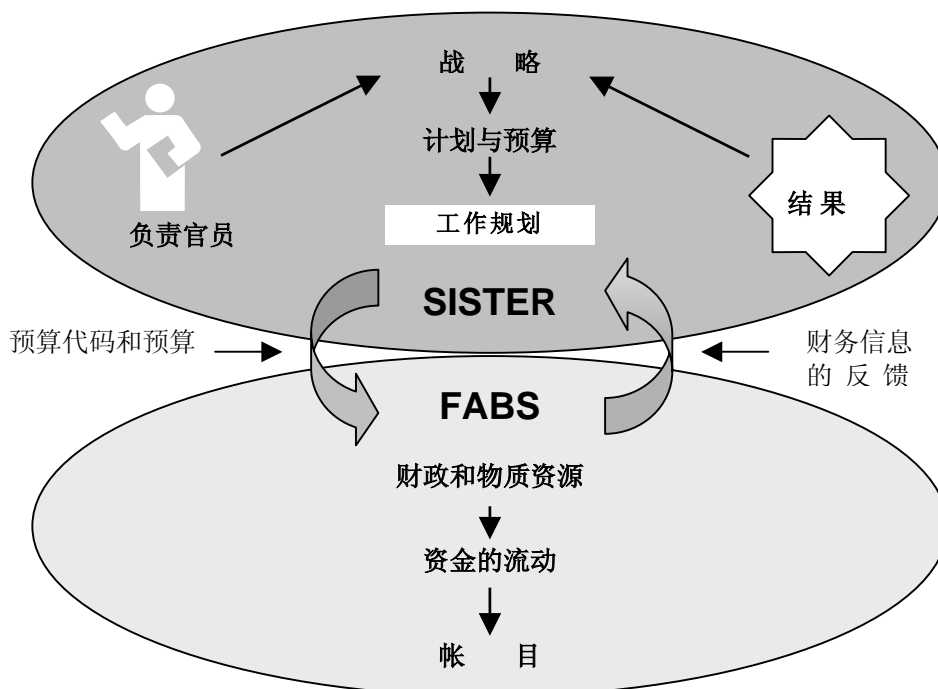 战 略
计划与预算
工作规划
负责官员
结 果
SISTER
预算代码和预算
财务信息
的 反 馈
FABS
财政和物质资源
资金的流动
帐 目